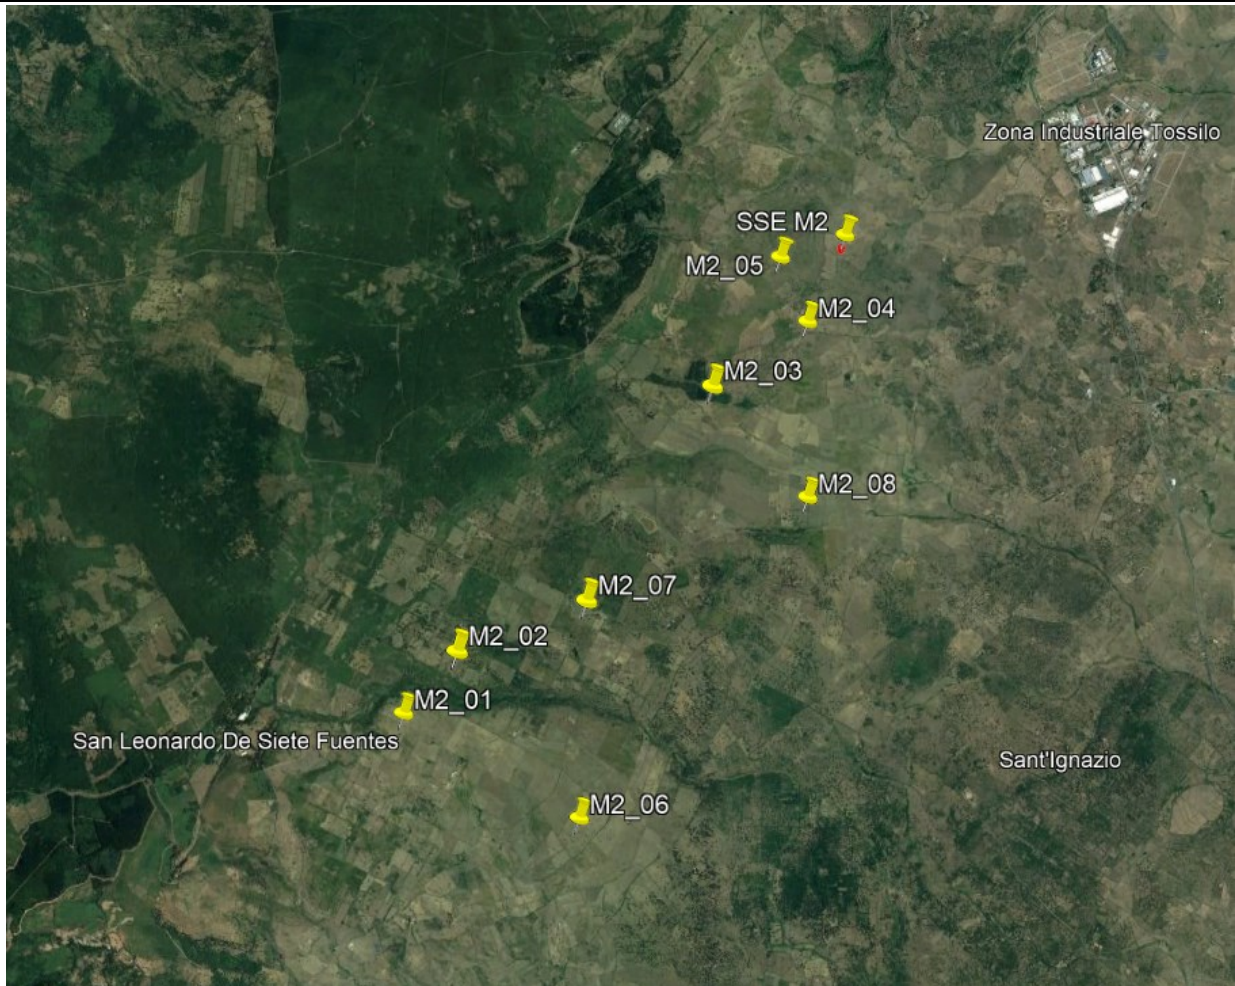 Zona Industriale Tossilo
SSE M2
M2_05
M2_04
M2_03
M2_08
M2_07
M2_02
M2_01
San Leonardo De Siete Fuentes
Sant'Ignazio
M2_06